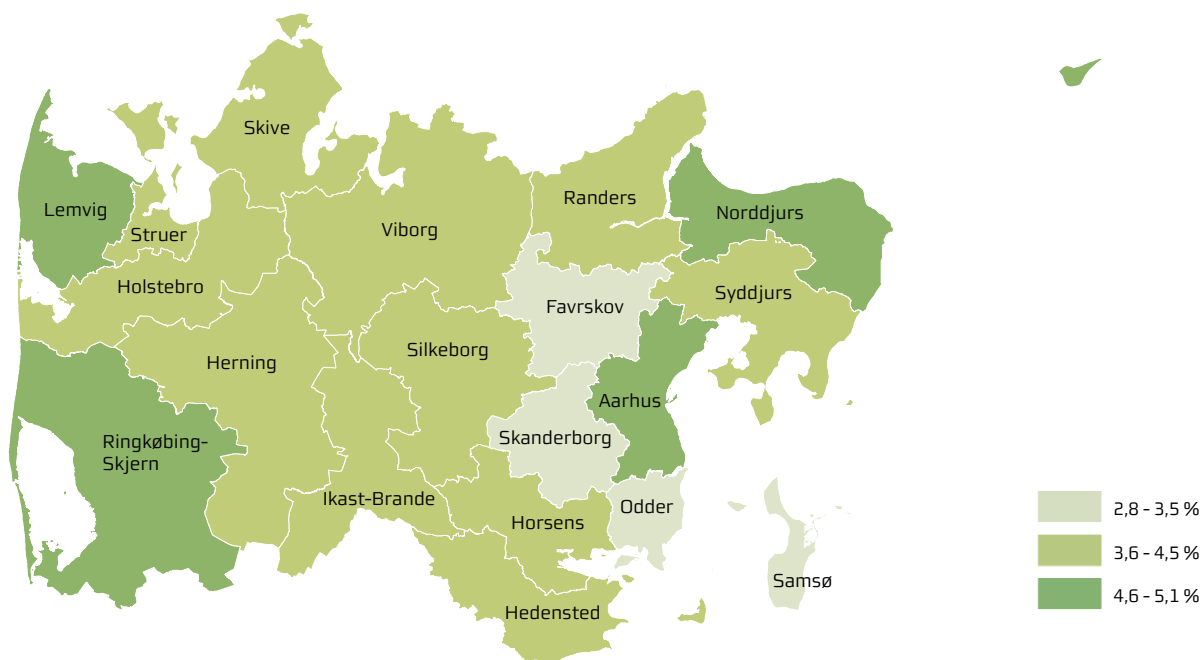 Skive
Lemvig
Randers
Norddjurs
Struer
Viborg
Holstebro
Syddjurs
Favrskov
Silkeborg
Herning
Aarhus
Ringkøbing-
Skjern
Skanderborg
Ikast-Brande
Odder
Horsens
Samsø
Hedensted
2,8 - 3,5 %
3,6 - 4,5 %
4,6 - 5,1 %